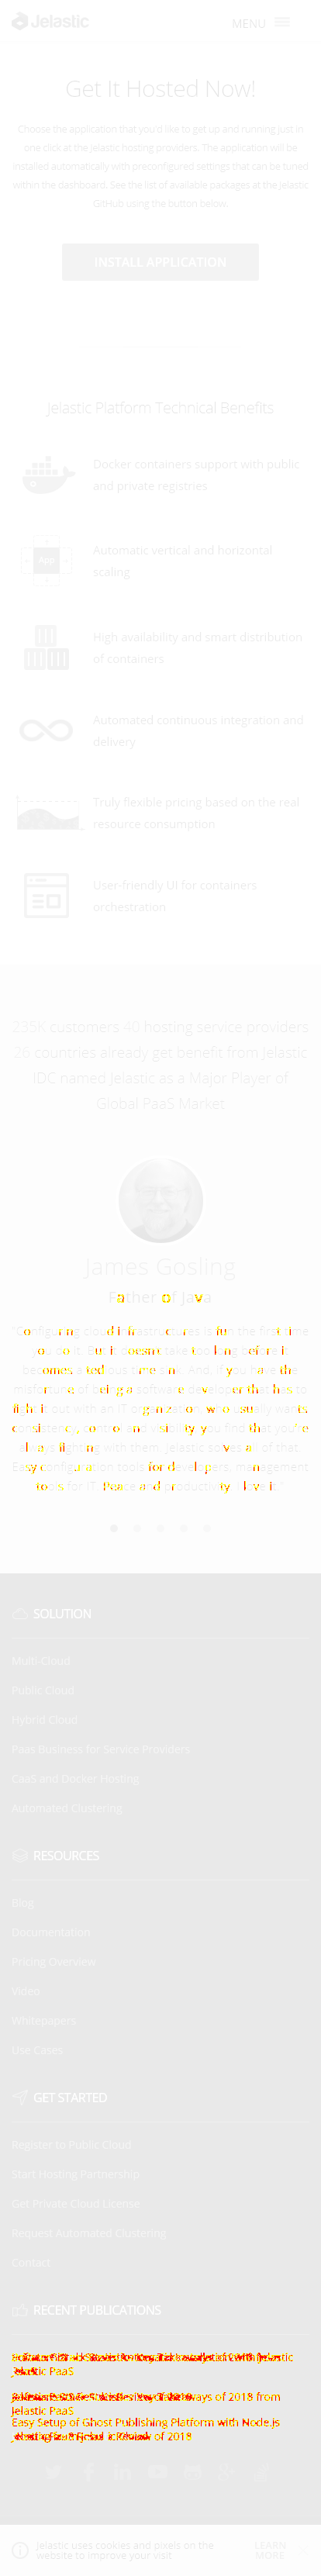 Jelastic
MENU
Get it Hosted Now!
Choose the application that you'd like to get up and running just in
one click at the Jelastic hosting providers. The application will be
installed automatically with preconfigured settings that can be tuned
within the dashboard. See the list of available packages at the Jelastic
GitHub using the button below.
INSTALL APPLICATION
Jelastic Platform Technical Benefits
Docker containers support with public
and private registries
App
Automatic vertical and horizontal
scaling
High availability and smart distribution
of containers
Automated continuous integration and
delivery
Truly flexible pricing based on the real
resource consumption
User-friendly UI for containers
orchestration
235K customers 40 hosting service providers
26 countries already get benefit from Jelastic
IDC named Jelastic as a Major Player of
Global PaaS Market
James Gosling
Father of Java
"Configuring cloud infrastructures is fun the first time
you do it. But it doesn't take too long before it
becomes a tedious time sink. And, if you have the
misfortune of being a software developer that has to
fight it out with an IT organization who usually wants
consistency, control and visibility, you find that you're
always fighting with them. Jelastic solves all of that.
Easy configuration tools for developers, management
tools for IT. Peace and productivity. I love it."
SOLUTION
Multi-Cloud
Public Cloud
Hybrid Cloud
PaaS Business for Service Providers
CaaS and Docker Hosting
Automated Clustering
RESOURCES
Blog
Documentation
Pricing Overview
Video
Whitepapers
Use Cases
GET STARTED
Register to Public Cloud
Start Hosting Partnership
Get Private Cloud License
Request Automated Clustering
Contact
RECENT PUBLICATIONS
Jelastic PaaS
of 2018 from
Jelastic PaaS
Easy Setup of Ghost Publishing Platform with Node.js
of 2018
Jelastic uses cookies and pixels on the
website to improve your visit
LEARN
MORE